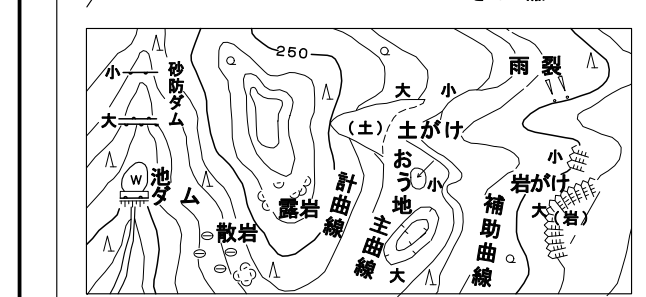 小
砂防ダム
大
W
池ダム
散岩
250
露岩
計曲線
大 小
(土) 土がけ
おう地
小
主曲線
大
雨裂
小
岩がけ
大
(岩)
補助曲線